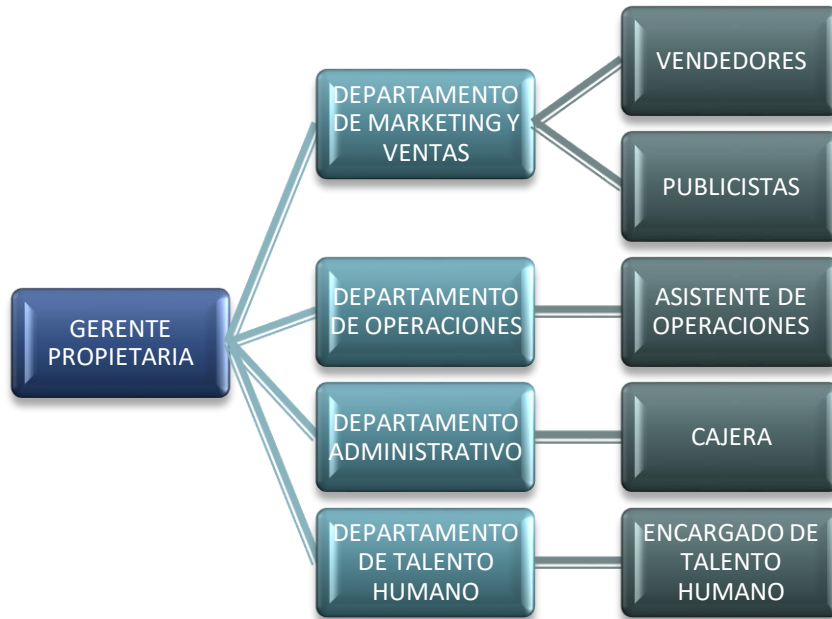 GERENTE
PROPIETARIA
DEPARTAMENTO
DE MARKETING Y
VENTAS
VENDEDORES
PUBLICISTAS
DEPARTAMENTO
DE OPERACIONES
ASISTENTE DE
OPERACIONES
DEPARTAMENTO
ADMINISTRATIVO
CAJERA
DEPARTAMENTO
DE TALENTO
HUMANO
ENCARGADO DE
TALENTO
HUMANO